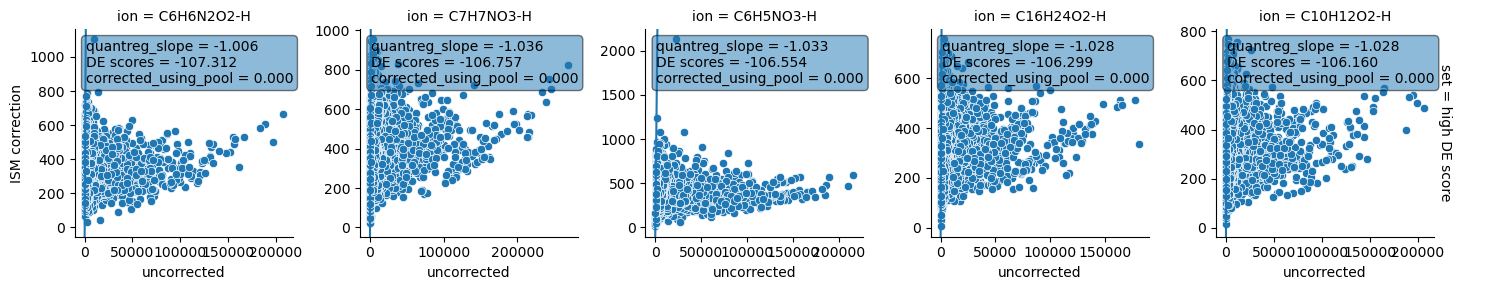 ion = C6H6N2O2-H
quantreg_slope = -1.006
DE scores = -107.312
corrected_using_pool = 0.000
ISM correction
1000
800
600
400
200
0
0
50000
100000
150000
200000
uncorrected
ion = C7H7NO3-H
quantreg_slope = -1.036
DE scores = -106.757
corrected_using_pool = 0.000
1000
800
600
400
200
0
0
100000
200000
uncorrected
ion = C6H5NO3-H
quantreg_slope = -1.033
DE scores = -106.554
corrected_using_pool = 0.000
2000
1500
1000
500
0
0
50000
100000
150000
200000
uncorrected
ion = C16H24O2-H
quantreg_slope = -1.028
DE scores = -106.299
corrected_using_pool = 0.000
600
400
200
0
0
50000
100000
150000
uncorrected
ion = C10H12O2-H
quantreg_slope = -1.028
DE scores = -106.160
corrected_using_pool = 0.000
800
600
400
200
0
0
50000
100000
150000
200000
uncorrected
set = high DE score